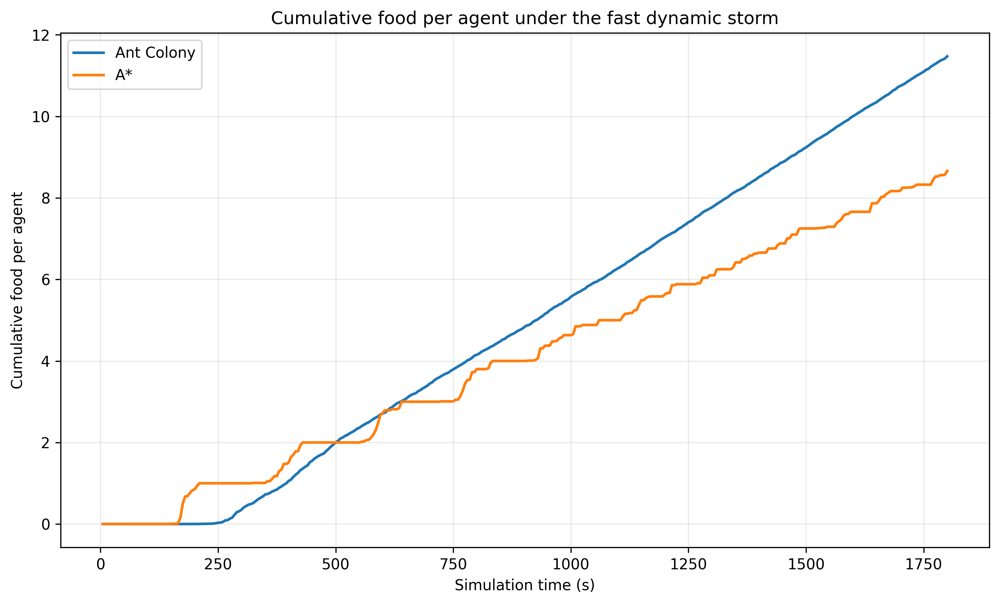 Cumulative food per agent under the fast dynamic storm
Ant Colony
A*
Cumulative food per agent
12
10
8
6
4
2
0
0 250 500 750 1000 1250 1500 1750
Simulation time (s)